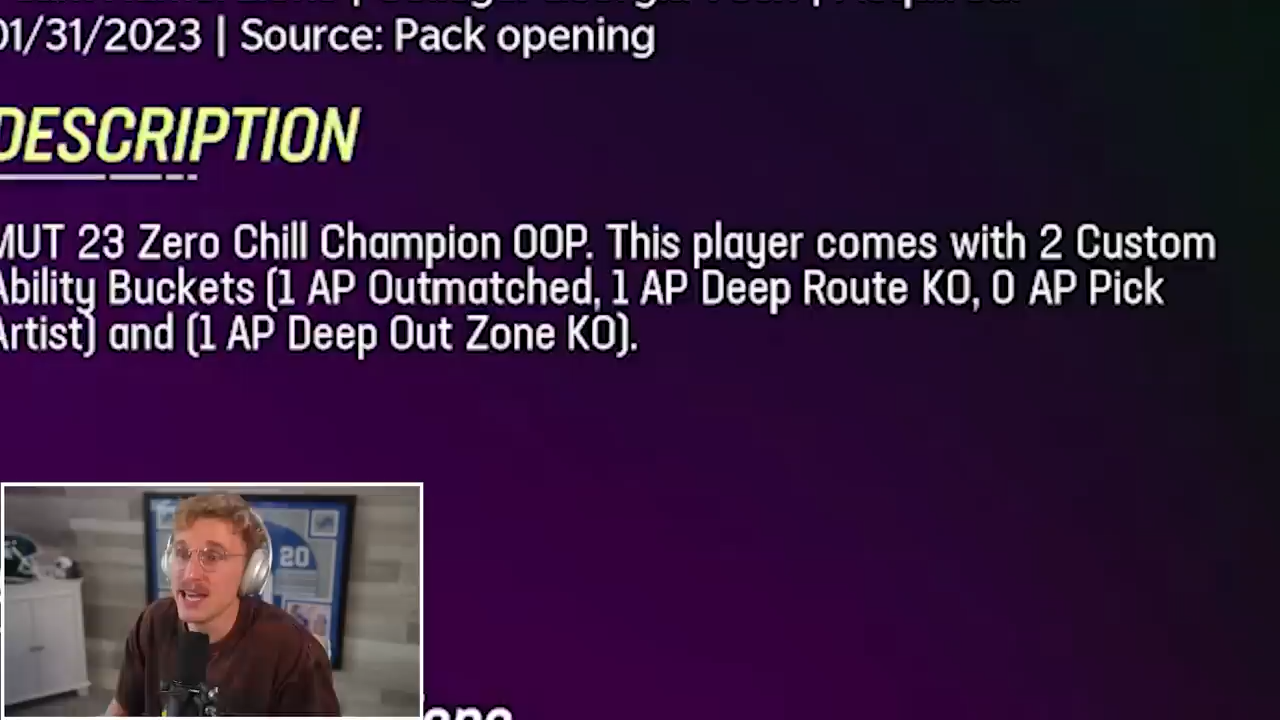 01/31/2023 | Source: Pack opening
DESCRIPTION
MUT 23 Zero Chill Champion OOP. This player comes with 2 Custom
Ability Buckets (1 AP Outmatched, 1 AP Deep Route KO, 0 AP Pick
Artist) and (1 AP Deep Out Zone KO).
20